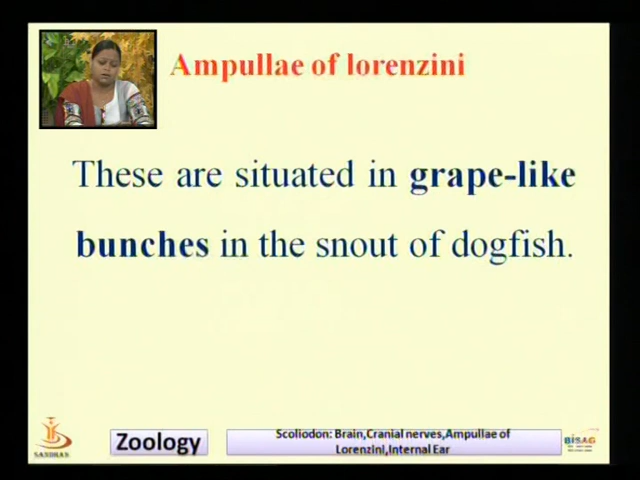 Ampullae of lorenzini
These are situated in grape-like
bunches in the snout of dogfish.
SANDHAN
Zoology
Scoliodon: Brain,Cranial nerves,Ampullae of
Lorenzini,Internal Ear
BISAG